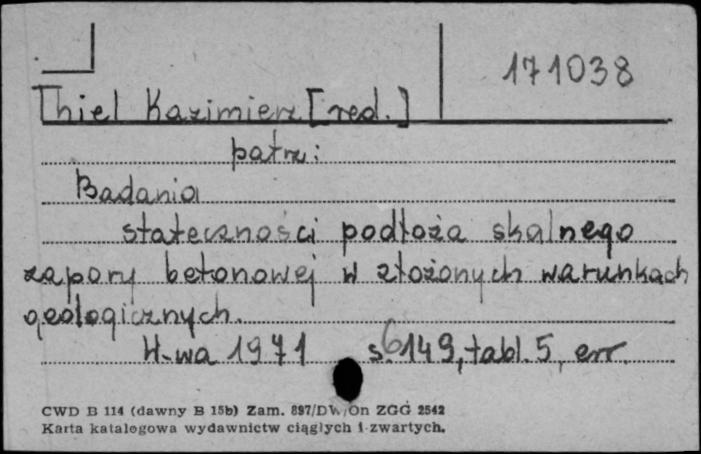 171038
Thiel Kazimierz [red.]
patrz:
Badania
stateczności podłoża skalnego
zapory betonowej w złożonych warunkach
geologicznych.
W-wa 1971 s. 6 149, tabl. 5, err.
CWD B 114 (dawny B 15b) Zam. 897/DW/On ZGG 2542
Karta katalogowa wydawnictw ciągłych i zwartych.